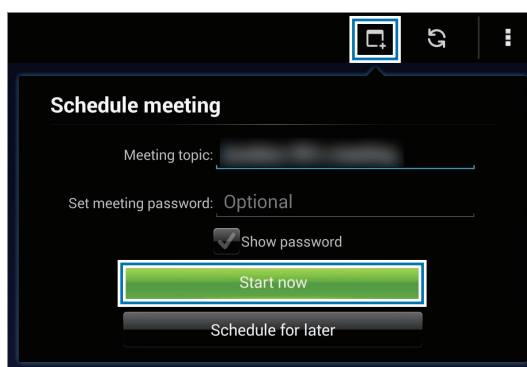 Schedule meeting
Meeting topic:
Set meeting password: Optional
Show password
Start now
Schedule for later